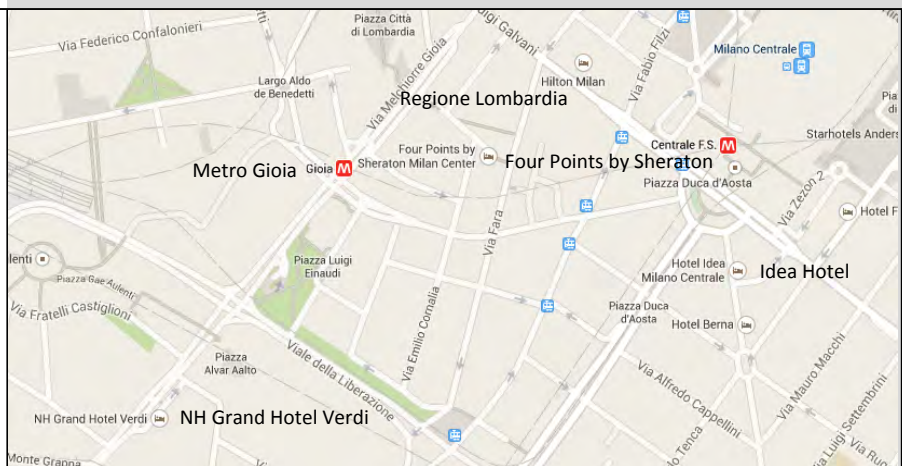 Piazza Città
di Lombardia
Via Federico Confalonieri
Galvani
Via Fabio Filzi
Milano Centrale
Largo Aldo
de Benedetti
Via Melchiorre Gioia
Hilton Milan
Regione Lombardia
Centrale F.S. M
Starhotels Anders
Metro Gioia
Gioia M
Four Points by
Sheraton Milan Center
Four Points by Sheraton
Piazza Duca d'Aosta
Via Zezon
2
Hotel F
Via Fara
Piazza Luigi
Einaudi
Hotel Idea
Milano Centrale
Idea Hotel
ulenti
Piazza Gae Aulenti
Via Fratelli Castiglioni
Via Emilio Cornalia
Piazza Duca
d'Aosta
Hotel Berna
Piazza
Alvar Aalto
Viale della Liberazione
Via Mauro Macchi
Via Alfredo Cappellini
Via Luigi Settembrini
NH Grand Hotel Verdi
NH Grand Hotel Verdi
Monte Grappa
Tenca